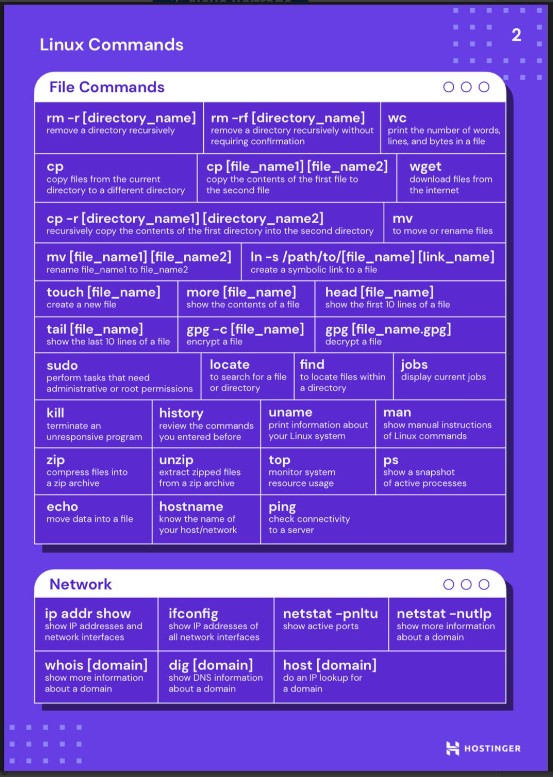 Linux Commands
2
File Commands
rm -r [directory_name]
remove a directory recursively
rm -rf [directory_name]
remove a directory recursively without
requiring confirmation
wc
print the number of words,
lines, and bytes in a file
cp
copy files from the current
directory to a different directory
cp [file_name1] [file_name2]
copy the contents of the first file to
the second file
wget
download files from
the internet
cp -r [directory_name1] [directory_name2]
recursively copy the contents of the first directory into the second directory
mv
to move or rename files
mv [file_name1] [file_name2]
rename file_name1 to file_name2
ln -s /path/to/[file_name] [link_name]
create a symbolic link to a file
touch [file_name]
create a new file
more [file_name]
show the contents of a file
head [file_name]
show the first 10 lines of a file
tail [file_name]
show the last 10 lines of a file
gpg -c [file_name]
encrypt a file
gpg [file_name.gpg]
decrypt a file
sudo
perform tasks that need
administrative or root permissions
locate
to search for a file
or directory
find
to locate files within
a directory
jobs
display current jobs
kill
terminate an
unresponsive program
history
review the commands
you entered before
uname
print information about
your Linux system
man
show manual instructions
of Linux commands
zip
compress files into
a zip archive
unzip
extract zipped files
from a zip archive
top
monitor system
resource usage
ps
show a snapshot
of active processes
echo
move data into a file
hostname
know the name of
your host/network
ping
check connectivity
to a server
Network
ip addr show
show IP addresses and
network interfaces
ifconfig
show IP addresses of
all network interfaces
netstat -pnltu
show active ports
netstat -nutlp
show more information
about a domain
whois [domain]
show more information
about a domain
dig [domain]
show DNS information
about a domain
host [domain]
do an IP lookup for
a domain
HOSTINGER